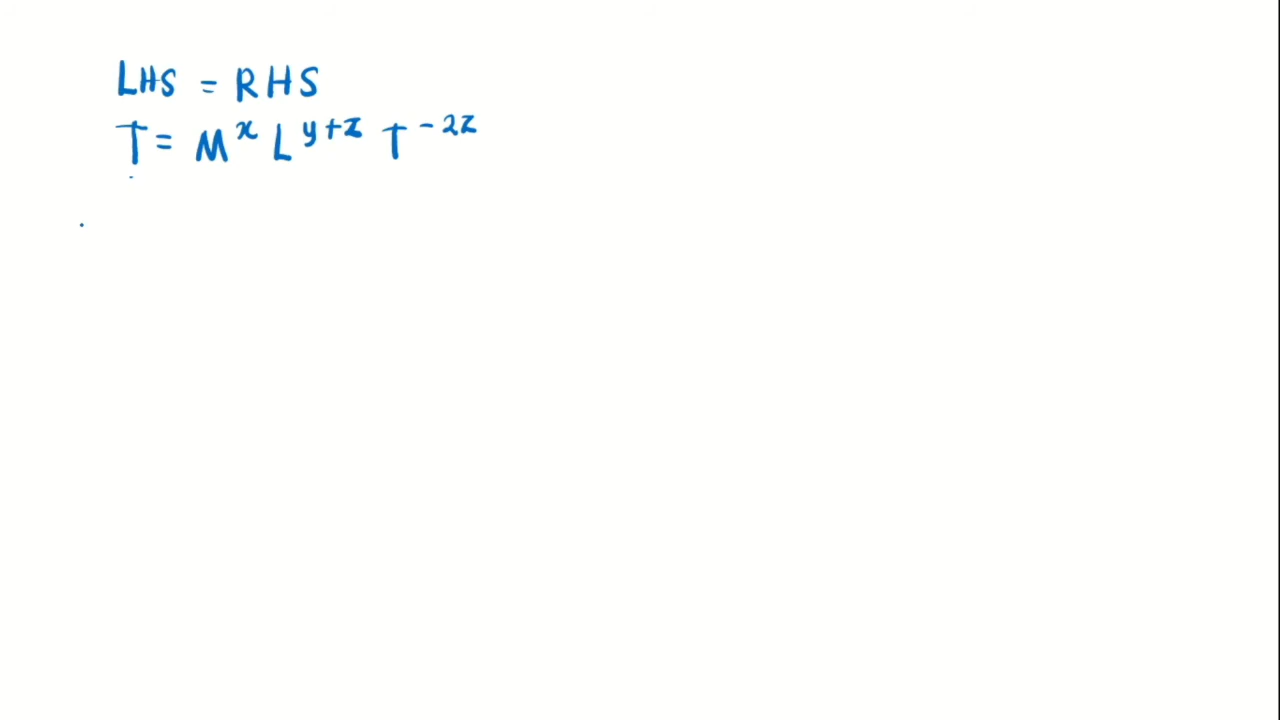 LHS = RHS
T = M^x L^{y+z} T^{-2z}